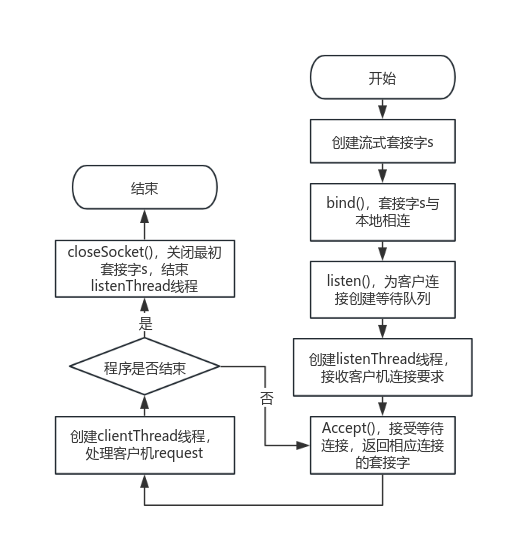 开始
创建流式套接字s
bind()，套接字s与
本地相连
listen()，为客户连
接创建等待队列
创建listenThread线程，
接收客户机连接要求
Accept()，接受等待
连接，返回相应连接
的套接字
创建clientThread线程，
处理客户机request
程序是否结束
否
是
closeSocket()，关闭最初
套接字s，结束
listenThread线程
结束